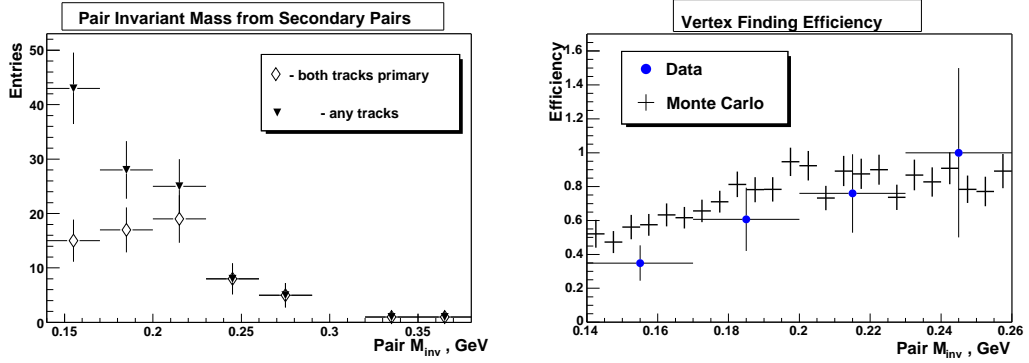 Pair Invariant Mass from Secondary Pairs
Entries
50
40
30
20
10
0
- both tracks primary
- any tracks
0.15 0.2 0.25 0.3 0.35
Pair Minv , GeV
Vertex Finding Efficiency
Efficiency
1.6
1.4
1.2
1
0.8
0.6
0.4
0.2
0
Data
Monte Carlo
0.14 0.16 0.18 0.2 0.22 0.24 0.26
Pair Minv , GeV